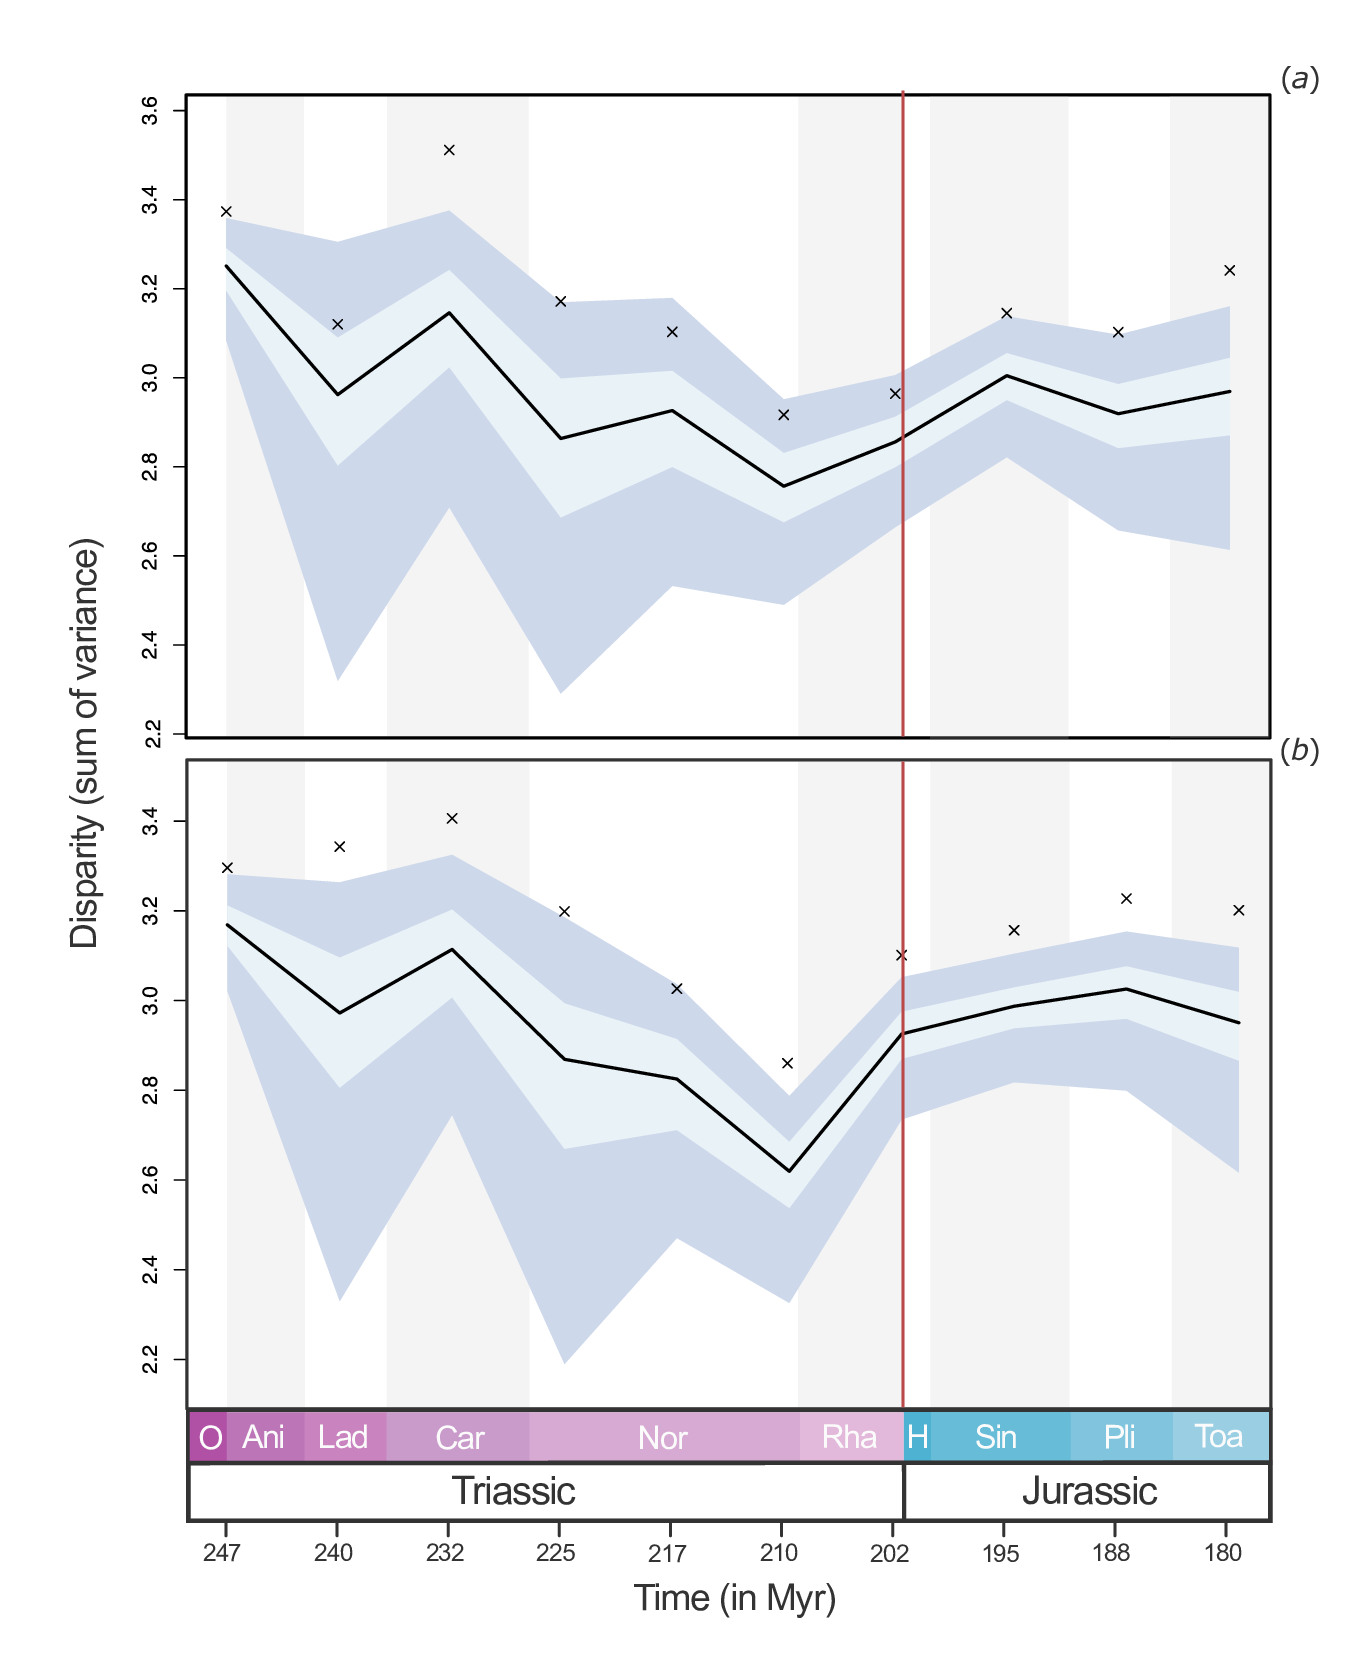 (a)
3.6
3.4
3.2
3.0
2.8
2.6
2.4
2.2
Disparity (sum of variance)
(b)
3.4
3.2
3.0
2.8
2.6
2.4
2.2
O Ani Lad Car Nor Rha H Sin Pli Toa
Triassic Jurassic
247 240 232 225 217 210 202 195 188 180
Time (in Myr)